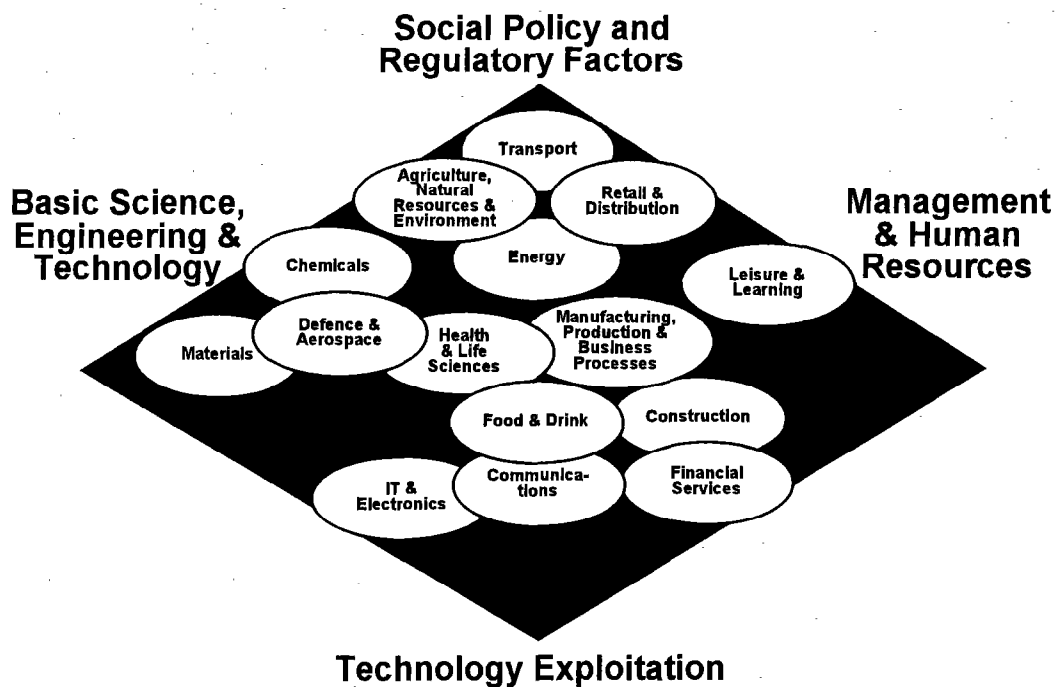 Social Policy and
Regulatory Factors
Transport
Agriculture,
Natural
Resources &
Environment
Retail &
Distribution
Basic Science,
Engineering &
Technology
Management
& Human
Resources
Chemicals
Energy
Leisure &
Learning
Materials
Defence &
Aerospace
Health
& Life
Sciences
Manufacturing,
Production &
Business
Processes
Food & Drink
Construction
IT &
Electronics
Communica-
tions
Financial
Services
Technology Exploitation